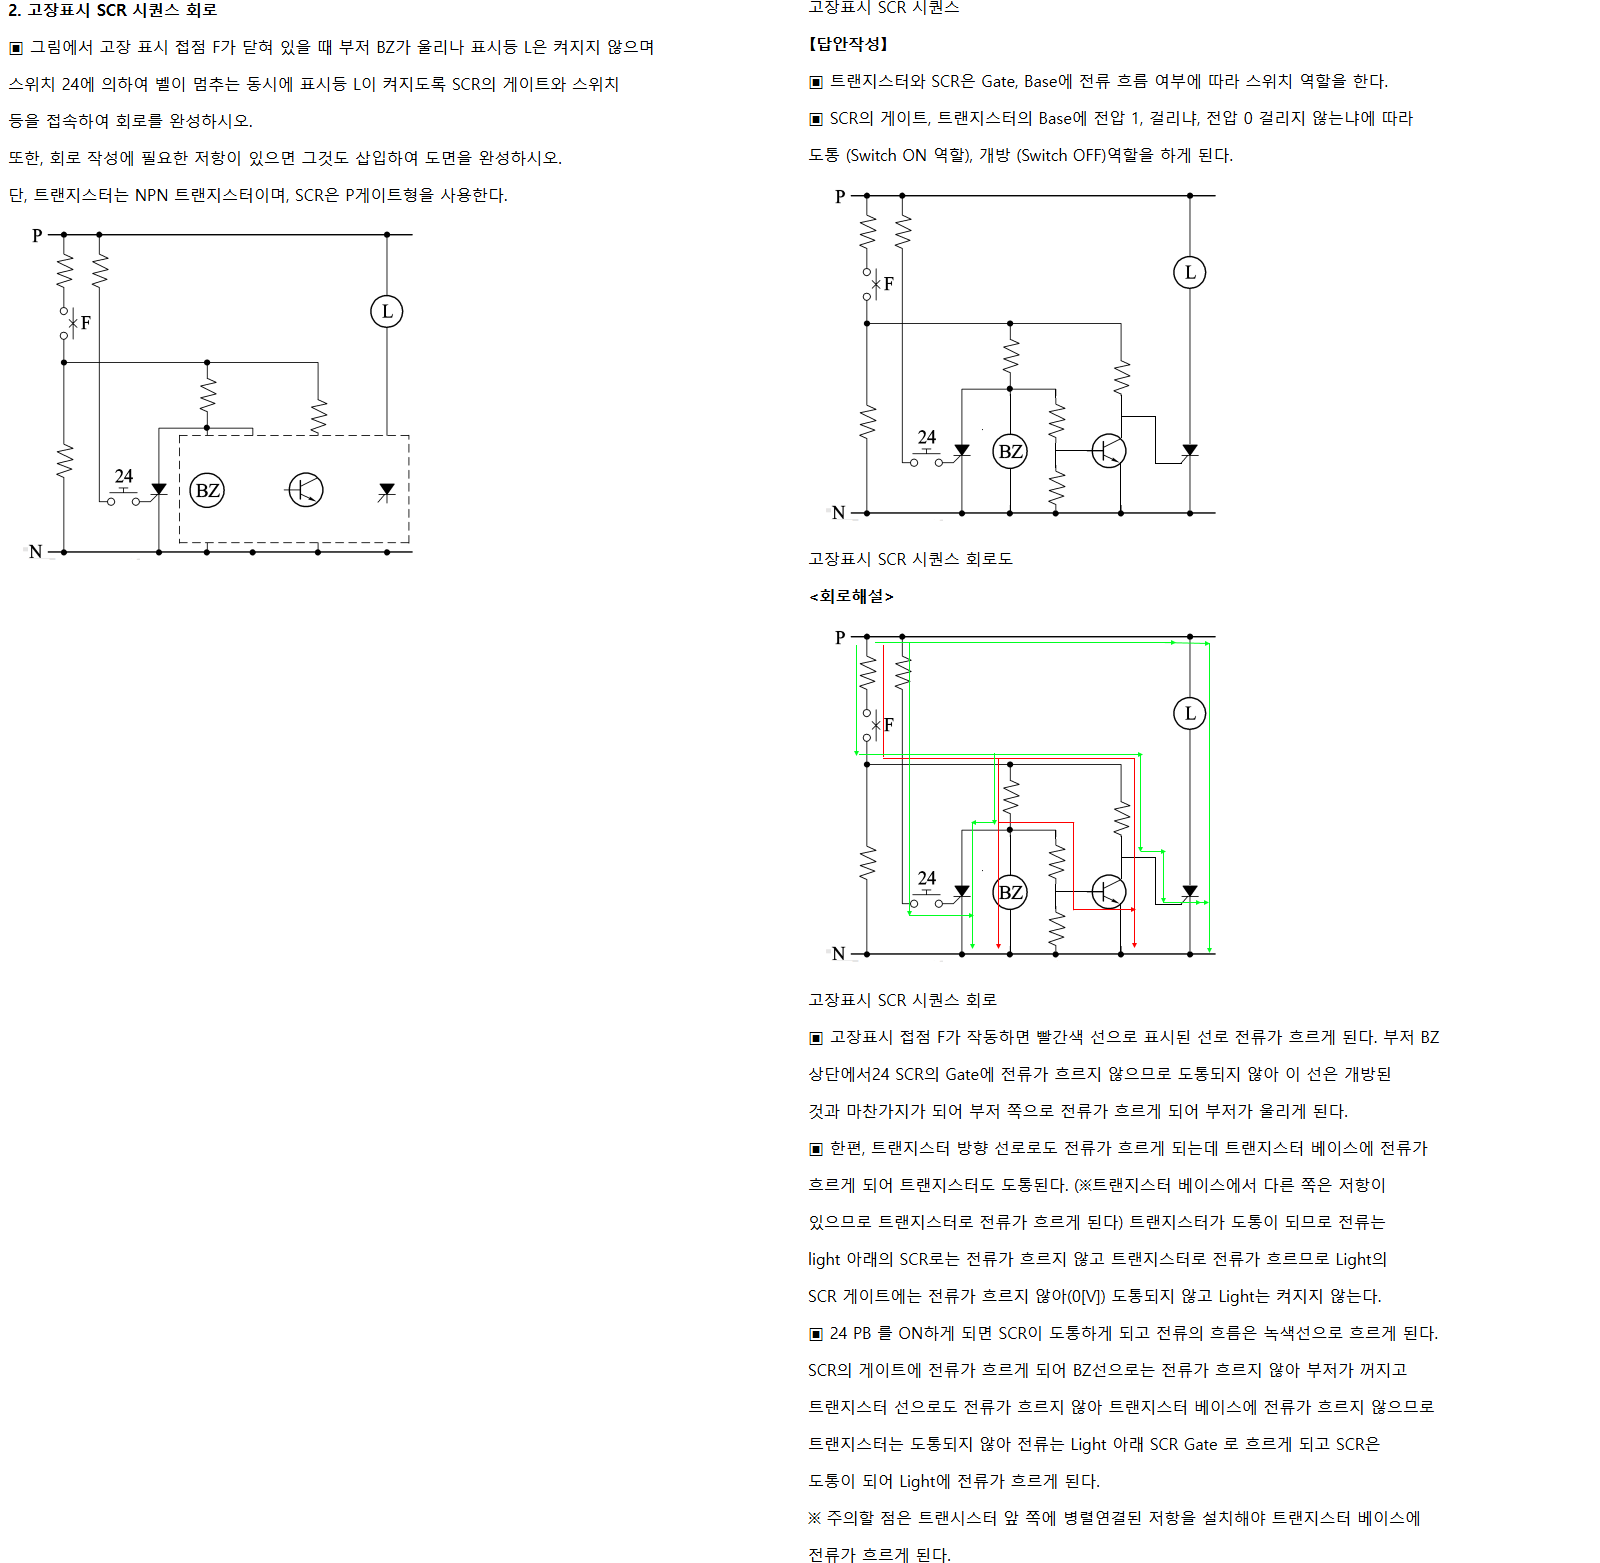 2. 고장표시 SCR 시퀀스 회로
▣ 그림에서 고장 표시 접점 F가 닫혀 있을 때 부저 BZ가 울리나 표시등 L은 켜지지 않으며
스위치 24에 의하여 벨이 멈추는 동시에 표시등 L이 켜지도록 SCR의 게이트와 스위치
등을 접속하여 회로를 완성하시오.
또한, 회로 작성에 필요한 저항이 있으면 그것도 삽입하여 도면을 완성하시오.
단, 트랜지스터는 NPN 트랜지스터이며, SCR은 P게이트형을 사용한다.
P
L
F
24
BZ
N
고장표시 SCR 시퀀스
【답안작성】
▣ 트랜지스터와 SCR은 Gate, Base에 전류 흐름 여부에 따라 스위치 역할을 한다.
▣ SCR의 게이트, 트랜지스터의 Base에 전압 1, 걸리냐, 전압 0 걸리지 않는냐에 따라
도통 (Switch ON 역할), 개방 (Switch OFF)역할을 하게 된다.
P
L
F
24
BZ
N
고장표시 SCR 시퀀스 회로도
<회로해설>
P
L
F
24
BZ
N
고장표시 SCR 시퀀스 회로
▣ 고장표시 접점 F가 작동하면 빨간색 선으로 표시된 선로 전류가 흐르게 된다. 부저 BZ
상단에서24 SCR의 Gate에 전류가 흐르지 않으므로 도통되지 않아 이 선은 개방된
것과 마찬가지가 되어 부저 쪽으로 전류가 흐르게 되어 부저가 울리게 된다.
▣ 한편, 트랜지스터 방향 선로로도 전류가 흐르게 되는데 트랜지스터 베이스에 전류가
흐르게 되어 트랜지스터도 도통된다. (※트랜지스터 베이스에서 다른 쪽은 저항이
있으므로 트랜지스터로 전류가 흐르게 된다) 트랜지스터가 도통이 되므로 전류는
light 아래의 SCR로는 전류가 흐르지 않고 트랜지스터로 전류가 흐르므로 Light의
SCR 게이트에는 전류가 흐르지 않아(0[V]) 도통되지 않고 Light는 켜지지 않는다.
▣ 24 PB 를 ON하게 되면 SCR이 도통하게 되고 전류의 흐름은 녹색선으로 흐르게 된다.
SCR의 게이트에 전류가 흐르게 되어 BZ선으로는 전류가 흐르지 않아 부저가 꺼지고
트랜지스터 선으로도 전류가 흐르지 않아 트랜지스터 베이스에 전류가 흐르지 않으므로
트랜지스터는 도통되지 않아 전류는 Light 아래 SCR Gate 로 흐르게 되고 SCR은
도통이 되어 Light에 전류가 흐르게 된다.
※ 주의할 점은 트랜시스터 앞 쪽에 병렬연결된 저항을 설치해야 트랜지스터 베이스에
전류가 흐르게 된다.